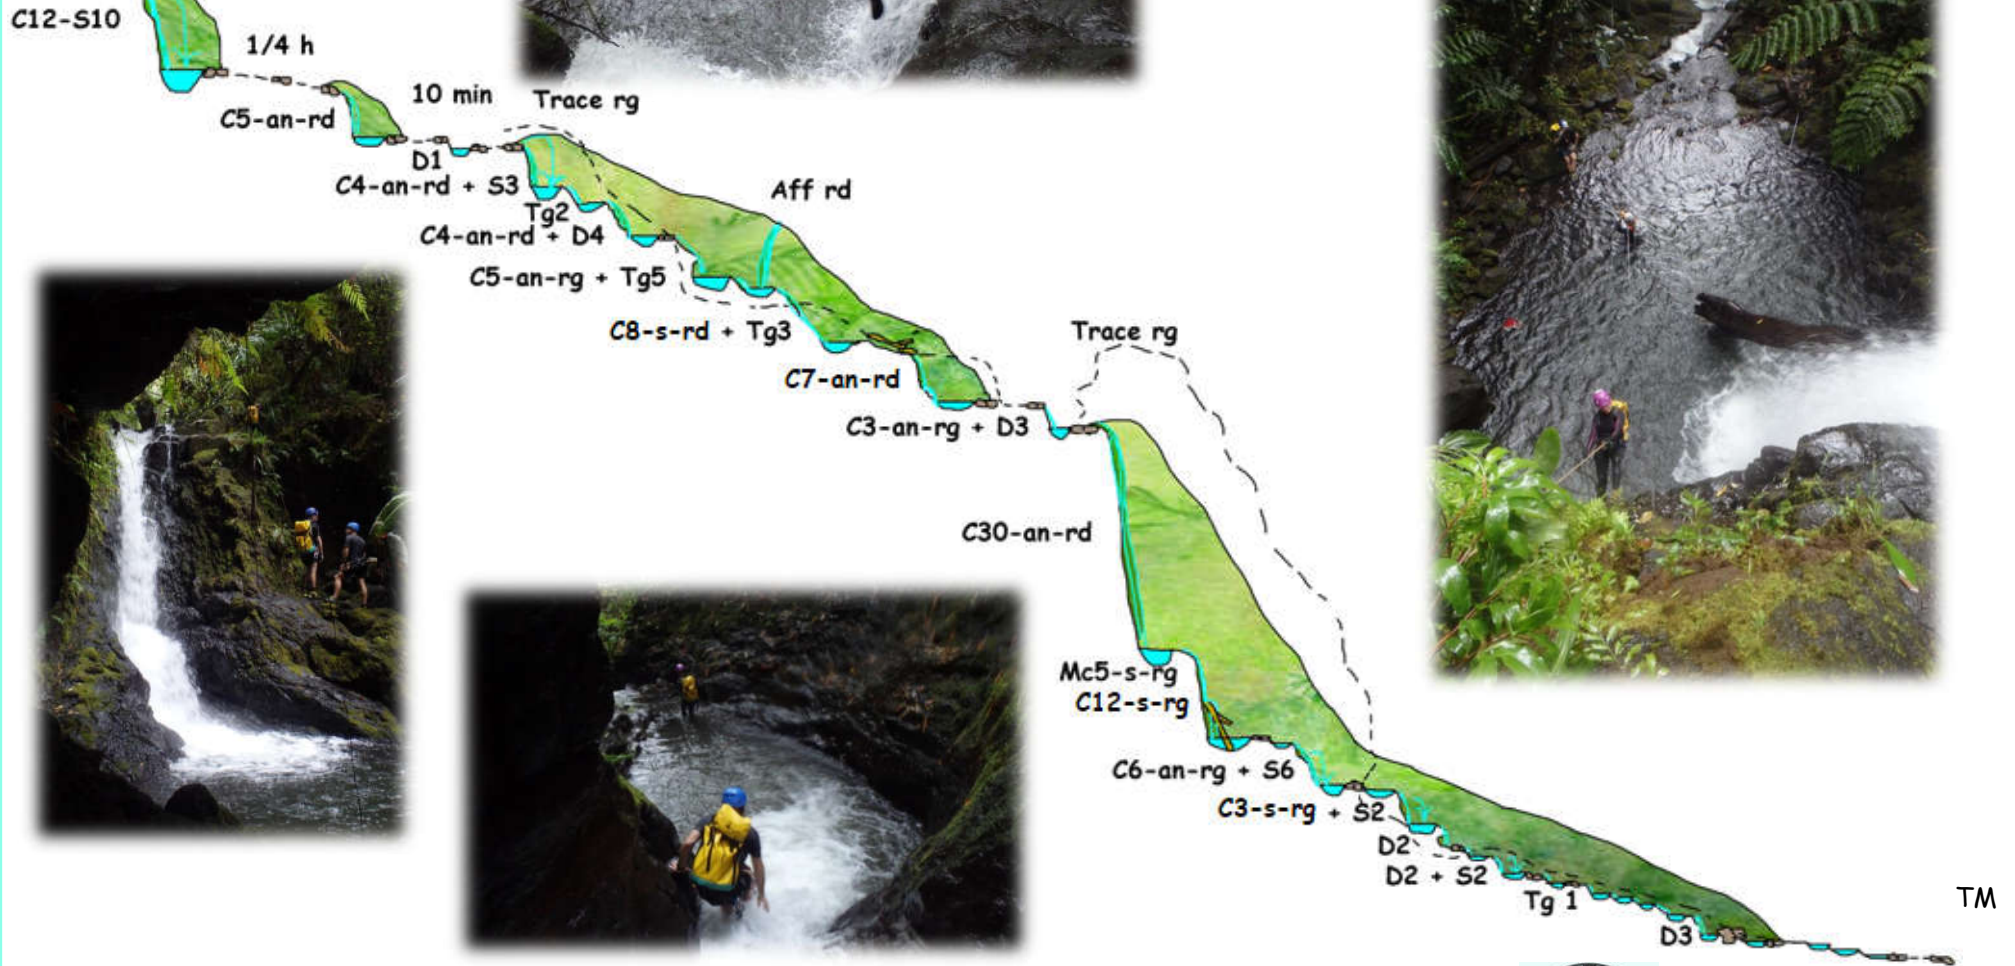 C12-S10
1/4 h
C5-an-rd
10 min
Trace rg
D1
C4-an-rd + S3
Tg2
C4-an-rd + D4
Aff rd
C5-an-rg + Tg5
C8-s-rd + Tg3
C7-an-rd
Trace rg
C3-an-rg + D3
C30-an-rd
Mc5-s-rg
C12-s-rg
C6-an-rg + S6
C3-s-rg + S2
D2
D2 + S2
Tg 1
D3
TM